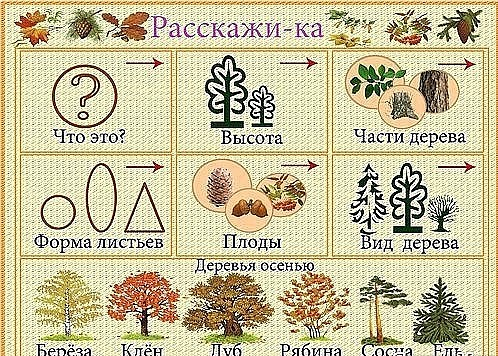 Расскажи-ка
Что это?
Высота
Части дерева
Форма листьев
Плоды
Вид дерева
Деревья осенью
Берёза
Клён
Дуб
Рябина
Сосна
Ель